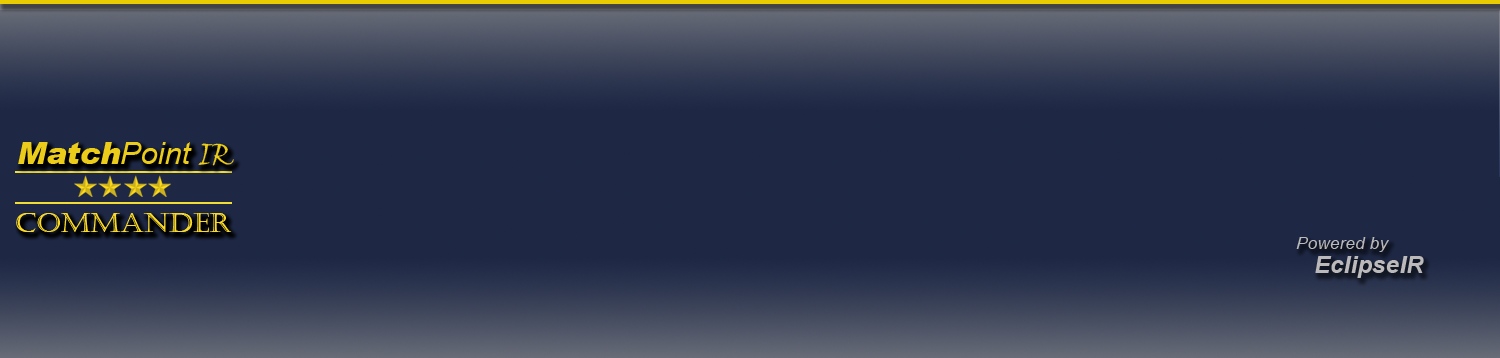 MatchPoint IR
COMMANDER
Powered by
EclipseIR